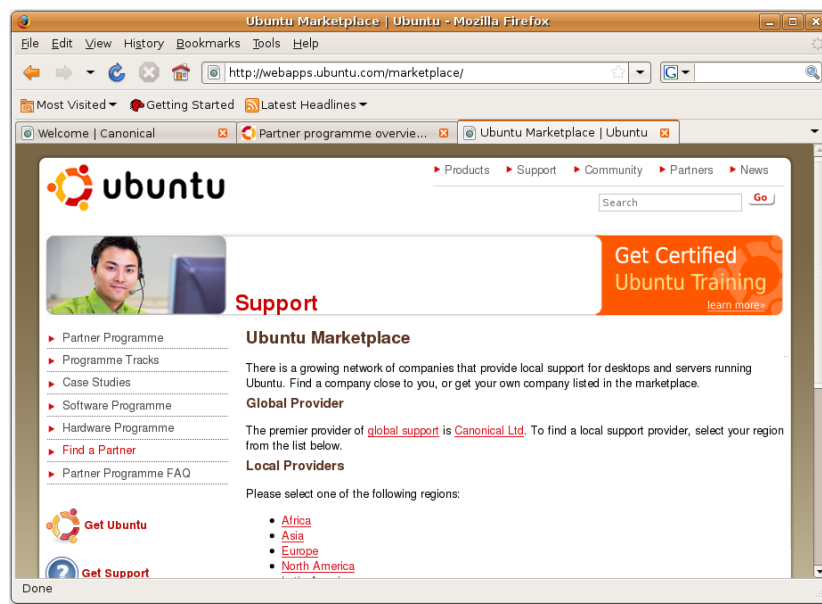 Ubuntu Marketplace | Ubuntu - Mozilla Firefox
File Edit View History Bookmarks Tools Help
http://webapps.ubuntu.com/marketplace/
G
Most Visited Getting Started Latest Headlines
Welcome | Canonical Partner programme overvie... Ubuntu Marketplace | Ubuntu
ubuntu
Products Support Community Partners News
Search Go
Support
Get Certified
Ubuntu Training
learn more»
Partner Programme
Programme Tracks
Case Studies
Software Programme
Hardware Programme
Find a Partner
Partner Programme FAQ
Get Ubuntu
? Get Support
Ubuntu Marketplace
There is a growing network of companies that provide local support for desktops and servers running
Ubuntu. Find a company close to you, or get your own company listed in the marketplace.
Global Provider
The premier provider of global support is Canonical Ltd. To find a local support provider, select your region
from the list below.
Local Providers
Please select one of the following regions:
Africa
Asia
Europe
North America
Done